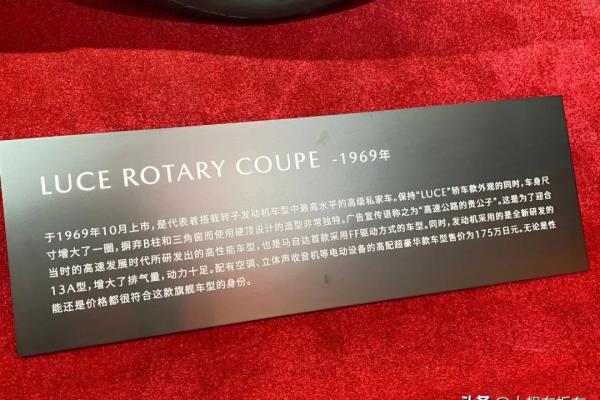 LUCE ROTARY COUPE -1969年
于1969年10月上市，是代表着搭载转子发动机车型中最高水平的高级私家车。保持“LUCE”轿车款外观的同时，车身尺
寸增大了一圈，摒弃B柱和三角窗而使用硬顶设计的造型非常独特。广告宣传语称之为“高速公路的贵公子”。这是为了迎合
当时的高速发展时代所研发出的高性能车型，也是马自达首款采用FF驱动方式的车型。同时，发动机采用的是全新研发的
13A型，增大了排气量，动力十足。配有空调、立体声收音机等电动设备的高配超豪华款车型售价为175万日元。无论是性
能还是价格都很符合这款旗舰车型的身份。